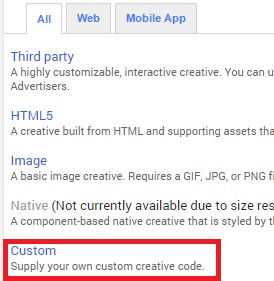 All Web Mobile App
Third party
A highly customizable, interactive creative. You can u
Advertisers.
HTML5
A creative built from HTML and supporting assets tha
Image
A basic image creative. Requires a GIF, JPG, or PNG fi
Native (Not currently available due to size res
A component-based native creative that is styled by th
Custom
Supply your own custom creative code.